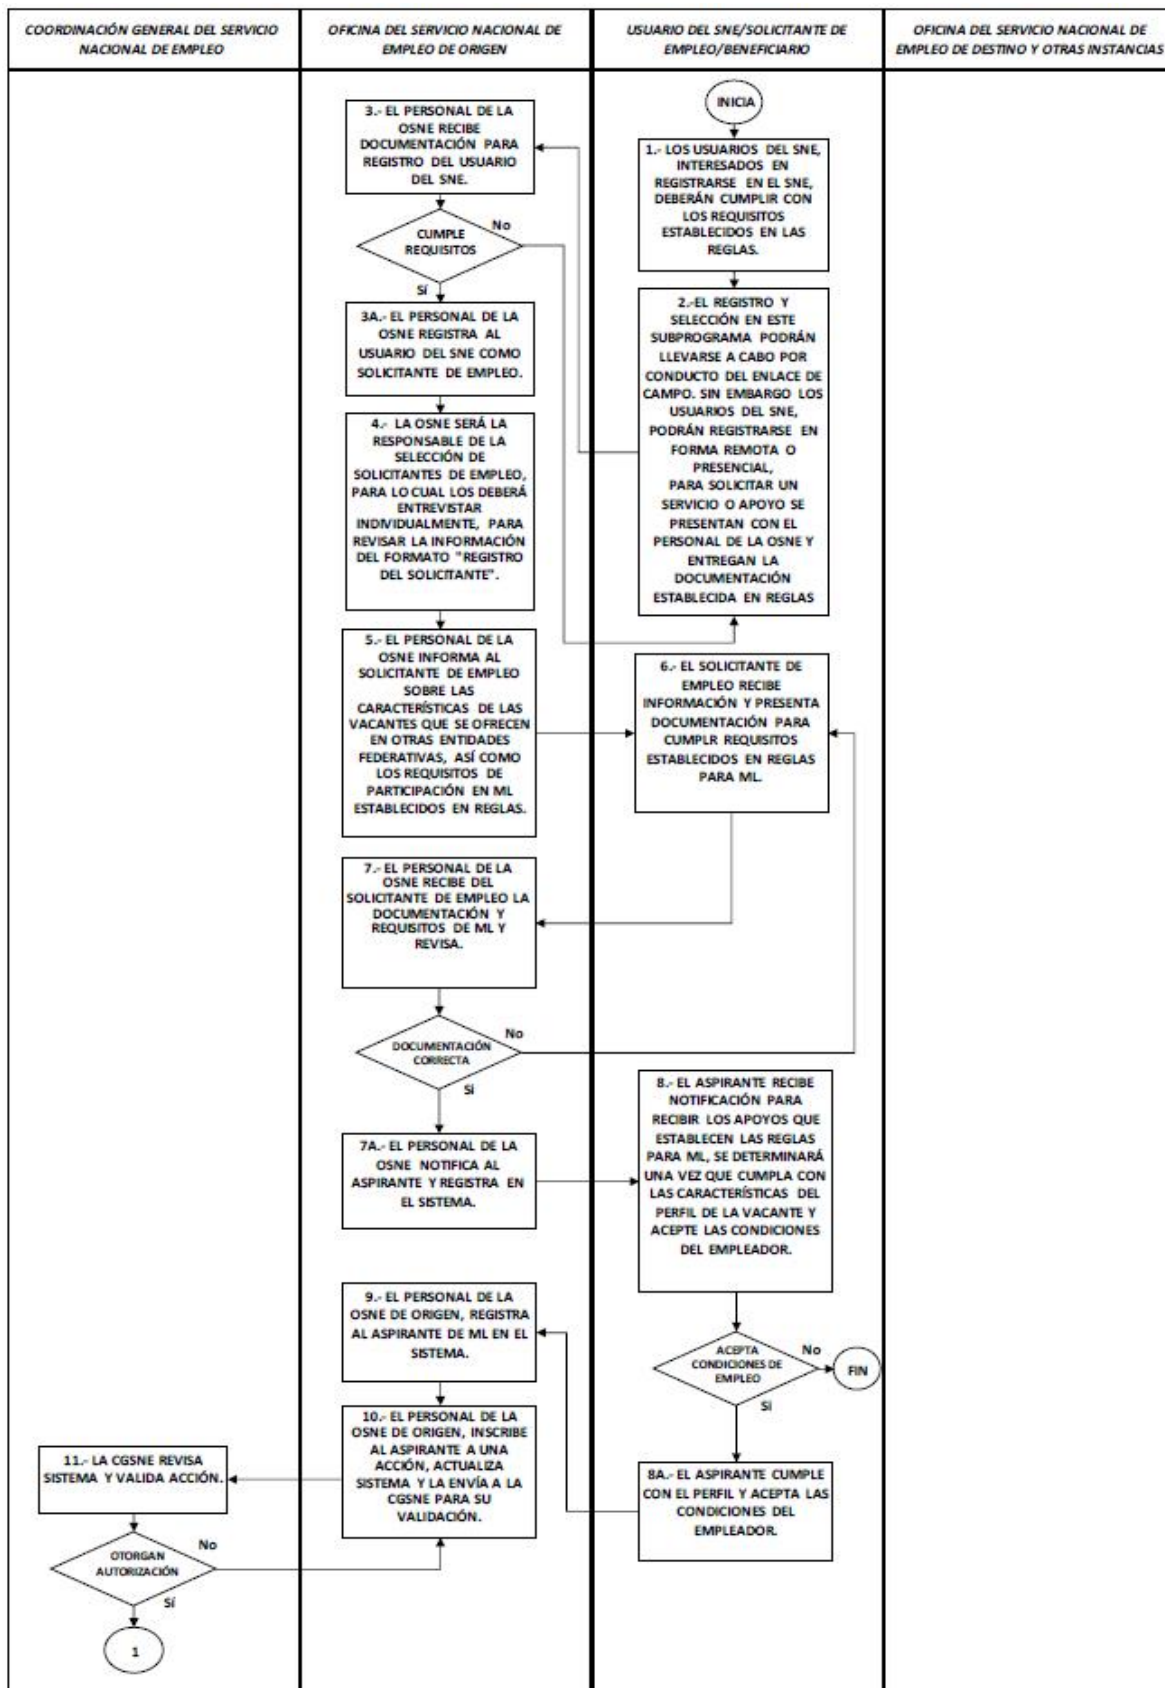 COORDINACIÓN GENERAL DEL SERVICIO
NACIONAL DE EMPLEO
OFICINA DEL SERVICIO NACIONAL DE
EMPLEO DE ORIGEN
USUARIO DEL SNE/SOLICITANTE DE
EMPLEO/BENEFICIARIO
OFICINA DEL SERVICIO NACIONAL DE
EMPLEO DE DESTINO Y OTRAS INSTANCIAS
INICIA
1.- LOS USUARIOS DEL SNE,
INTERESADOS EN
REGISTRARSE EN EL SNE,
DEBERÁN CUMPLIR CON
LOS REQUISITOS
ESTABLECIDOS EN LAS
REGLAS.
2.-EL REGISTRO Y
SELECCIÓN EN ESTE
SUBPROGRAMA PODRÁN
LLEVARSE A CABO POR
CONDUCTO DEL ENLACE DE
CAMPO. SIN EMBARGO LOS
USUARIOS DEL SNE,
PODRÁN REGISTRARSE EN
FORMA REMOTA O
PRESENCIAL,
PARA SOLICITAR UN
SERVICIO O APOYO SE
PRESENTAN CON EL
PERSONAL DE LA OSNE Y
ENTREGAN LA
DOCUMENTACIÓN
ESTABLECIDA EN REGLAS
3.- EL PERSONAL DE LA
OSNE RECIBE
DOCUMENTACIÓN PARA
REGISTRO DEL USUARIO
DEL SNE.
CUMPLE
REQUISITOS
No
Sí
3A.- EL PERSONAL DE LA
OSNE REGISTRA AL
USUARIO DEL SNE COMO
SOLICITANTE DE EMPLEO.
4.- LA OSNE SERÁ LA
RESPONSABLE DE LA
SELECCIÓN DE
SOLICITANTES DE EMPLEO,
PARA LO CUAL LOS DEBERÁ
ENTREVISTAR
INDIVIDUALMENTE, PARA
REVISAR LA INFORMACIÓN
DEL FORMATO "REGISTRO
DEL SOLICITANTE".
5.- EL PERSONAL DE LA
OSNE INFORMA AL
SOLICITANTE DE EMPLEO
SOBRE LAS
CARACTERÍSTICAS DE LAS
VACANTES QUE SE OFRECEN
EN OTRAS ENTIDADES
FEDERATIVAS, ASÍ COMO
LOS REQUISITOS DE
PARTICIPACIÓN EN ML
ESTABLECIDOS EN REGLAS.
6.- EL SOLICITANTE DE
EMPLEO RECIBE
INFORMACIÓN Y PRESENTA
DOCUMENTACIÓN PARA
CUMPLR REQUISITOS
ESTABLECIDOS EN REGLAS
PARA ML.
7.- EL PERSONAL DE LA
OSNE RECIBE DEL
SOLICITANTE DE EMPLEO LA
DOCUMENTACIÓN Y
REQUISITOS DE ML Y
REVISA.
DOCUMENTACIÓN
CORRECTA
No
Sí
7A.- EL PERSONAL DE LA
OSNE NOTIFICA AL
ASPIRANTE Y REGISTRA EN
EL SISTEMA.
8.- EL ASPIRANTE RECIBE
NOTIFICACIÓN PARA
RECIBIR LOS APOYOS QUE
ESTABLECEN LAS REGLAS
PARA ML, SE DETERMINARÁ
UNA VEZ QUE CUMPLA CON
LAS CARACTERÍSTICAS DEL
PERFIL DE LA VACANTE Y
ACEPTE LAS CONDICIONES
DEL EMPLEADOR.
ACEPTA
CONDICIONES DE
EMPLEO
No
FIN
Sí
8A.- EL ASPIRANTE CUMPLE
CON EL PERFIL Y ACEPTA LAS
CONDICIONES DEL
EMPLEADOR.
9.- EL PERSONAL DE LA
OSNE DE ORIGEN, REGISTRA
AL ASPIRANTE DE ML EN EL
SISTEMA.
10.- EL PERSONAL DE LA
OSNE DE ORIGEN, INSCRIBE
AL ASPIRANTE A UNA
ACCIÓN, ACTUALIZA
SISTEMA Y LA ENVÍA A LA
CGSNE PARA SU
VALIDACIÓN.
11.- LA CGSNE REVISA
SISTEMA Y VALIDA ACCIÓN.
OTORGAN
AUTORIZACIÓN
No
Sí
1